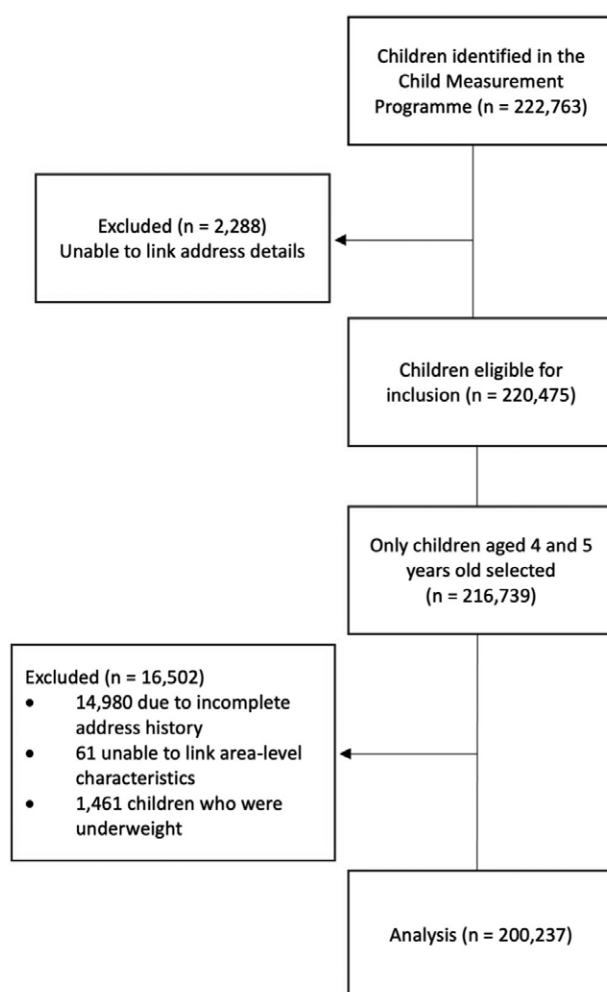 Children identified in the
Child Measurement
Programme (n = 222,763)
Excluded (n = 2,288)
Unable to link address details
Children eligible for
inclusion (n = 220,475)
Only children aged 4 and 5
years old selected
(n = 216,739)
Excluded (n = 16,502)
• 14,980 due to incomplete
address history
• 61 unable to link area-level
characteristics
• 1,461 children who were
underweight
Analysis (n = 200,237)